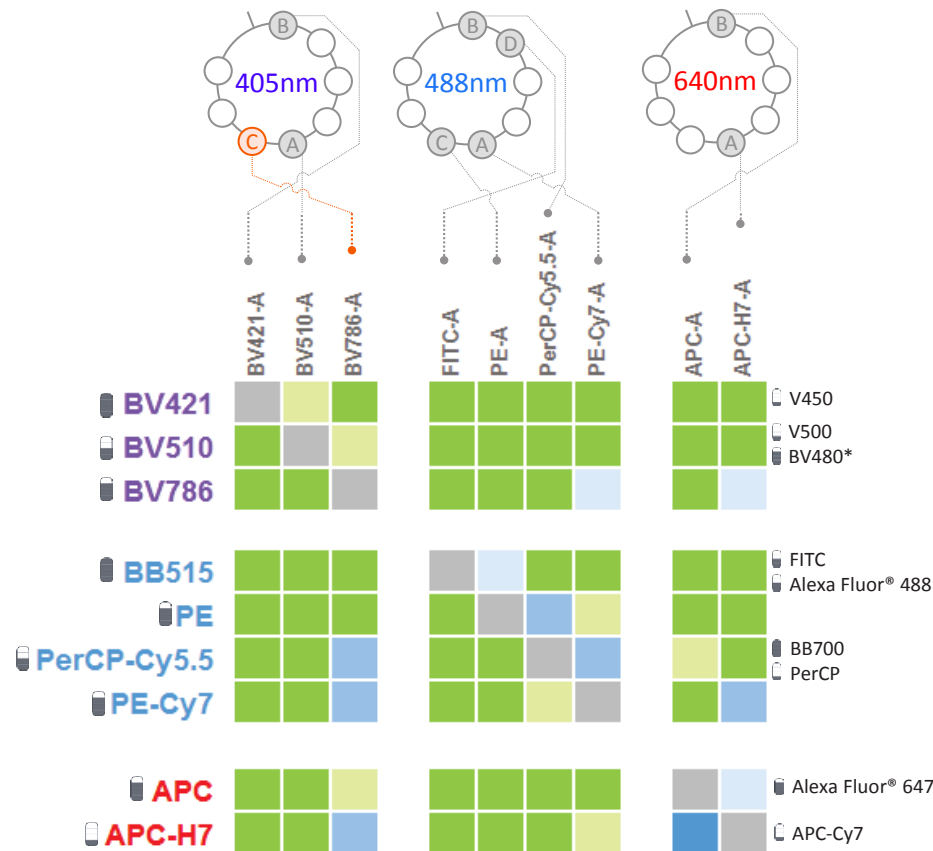 B
405nm
C
A
B
D
488nm
C
A
B
640nm
A
BV421-A
BV510-A
BV786-A
FITC-A
PE-A
PerCP-Cy5.5-A
PE-Cy7-A
APC-A
APC-H7-A
BV421
V450
BV510
V500
BV480*
BV786
BB515
FITC
Alexa Fluor® 488
PE
PerCP-Cy5.5
BB700
PerCP
PE-Cy7
APC
Alexa Fluor® 647
APC-H7
APC-Cy7